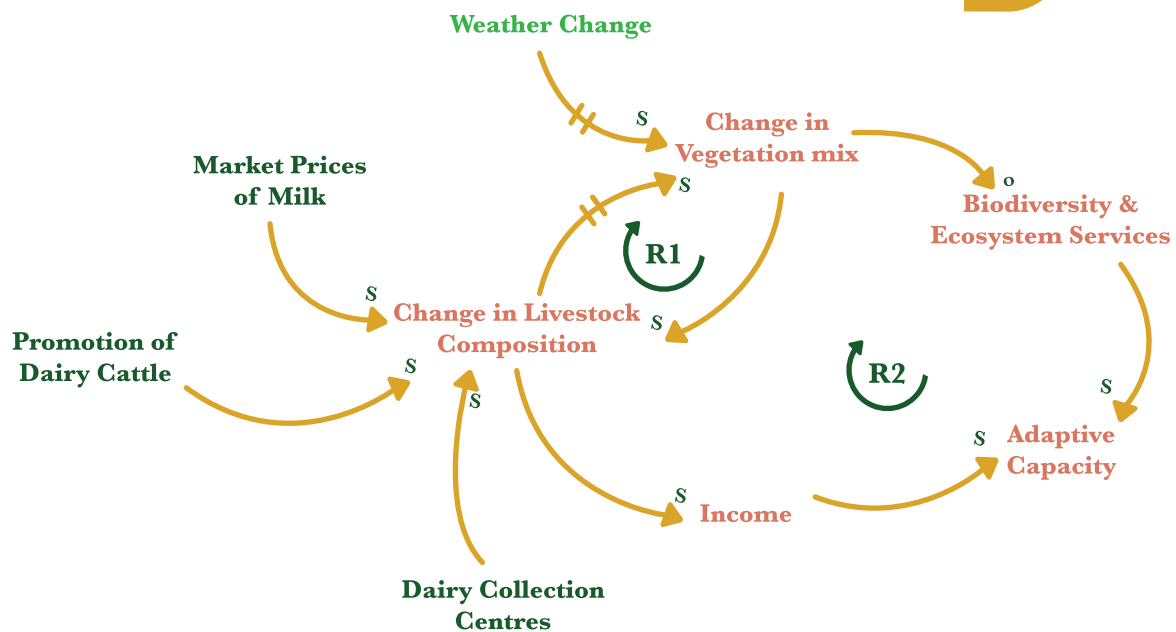 Weather Change
S
Change in
Vegetation mix
Market Prices
of Milk
S
o
Biodiversity &
Ecosystem Services
R1
S
Change in Livestock
Composition
S
Promotion of
Dairy Cattle
S
S
R2
S
S
Adaptive
Capacity
S
Income
Dairy Collection
Centres